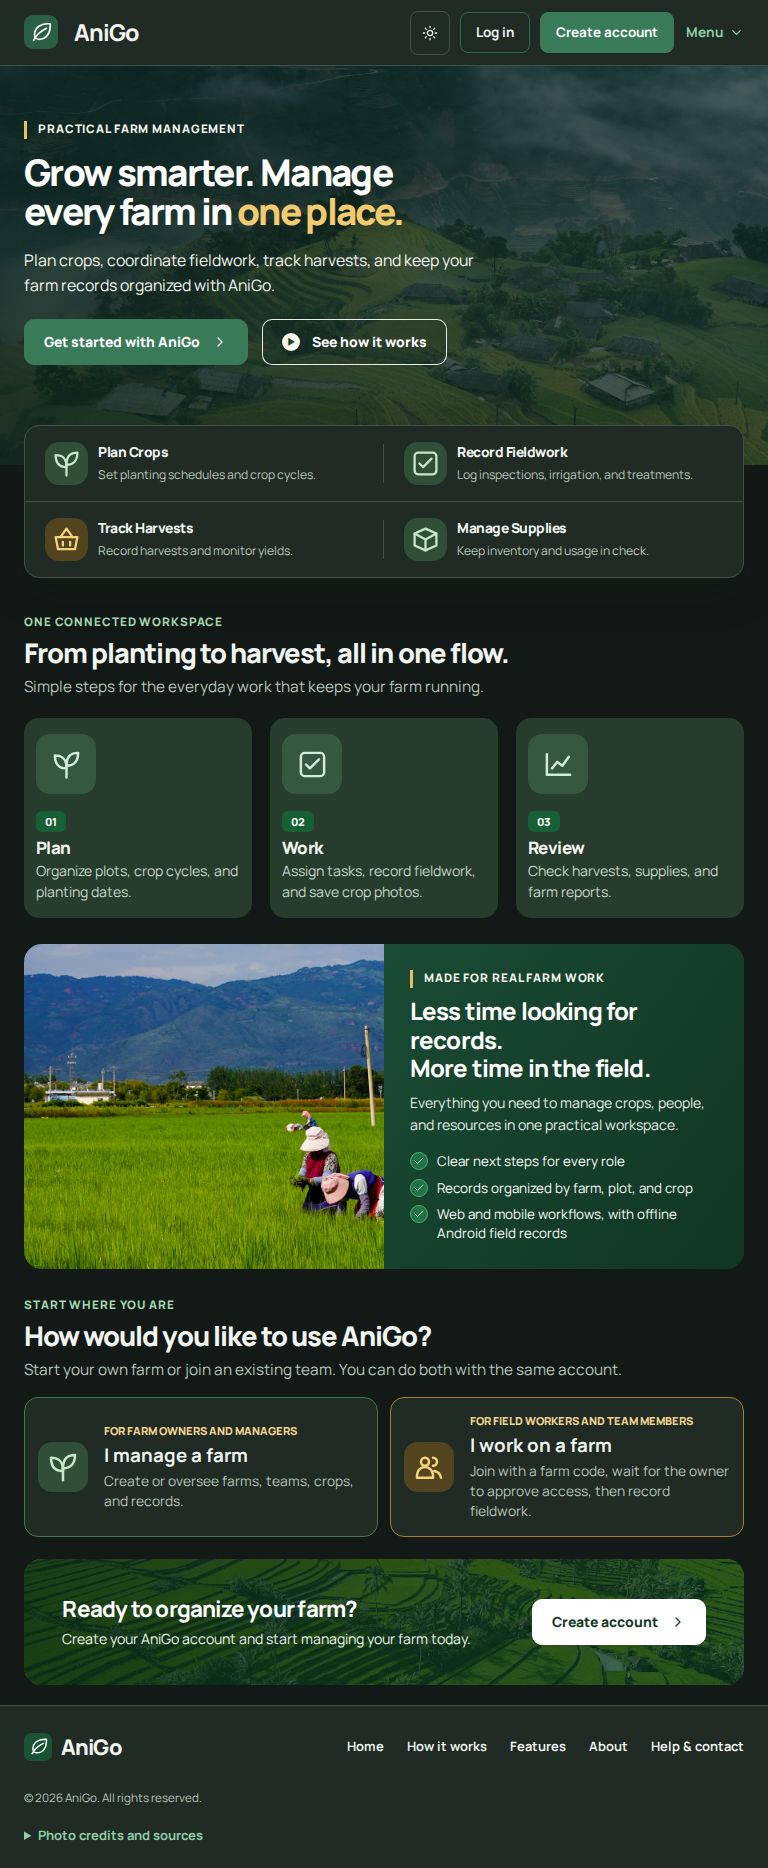 AniGo
Log in
Create account
Menu
PRACTICAL FARM MANAGEMENT
Grow smarter. Manage
every farm in one place.
Plan crops, coordinate fieldwork, track harvests, and keep your
farm records organized with AniGo.
Get started with AniGo
See how it works
Plan Crops
Set planting schedules and crop cycles.
Record Fieldwork
Log inspections, irrigation, and treatments.
Track Harvests
Record harvests and monitor yields.
Manage Supplies
Keep inventory and usage in check.
ONE CONNECTED WORKSPACE
From planting to harvest, all in one flow.
Simple steps for the everyday work that keeps your farm running.
01
Plan
Organize plots, crop cycles, and
planting dates.
02
Work
Assign tasks, record fieldwork,
and save crop photos.
03
Review
Check harvests, supplies, and
farm reports.
MADE FOR REAL FARM WORK
Less time looking for
records.
More time in the field.
Everything you need to manage crops, people,
and resources in one practical workspace.
Clear next steps for every role
Records organized by farm, plot, and crop
Web and mobile workflows, with offline
Android field records
START WHERE YOU ARE
How would you like to use AniGo?
Start your own farm or join an existing team. You can do both with the same account.
FOR FARM OWNERS AND MANAGERS
I manage a farm
Create or oversee farms, teams, crops,
and records.
FOR FIELD WORKERS AND TEAM MEMBERS
I work on a farm
Join with a farm code, wait for the owner
to approve access, then record
fieldwork.
Ready to organize your farm?
Create your AniGo account and start managing your farm today.
Create account
AniGo
Home
How it works
Features
About
Help & contact
© 2026 AniGo. All rights reserved.
Photo credits and sources